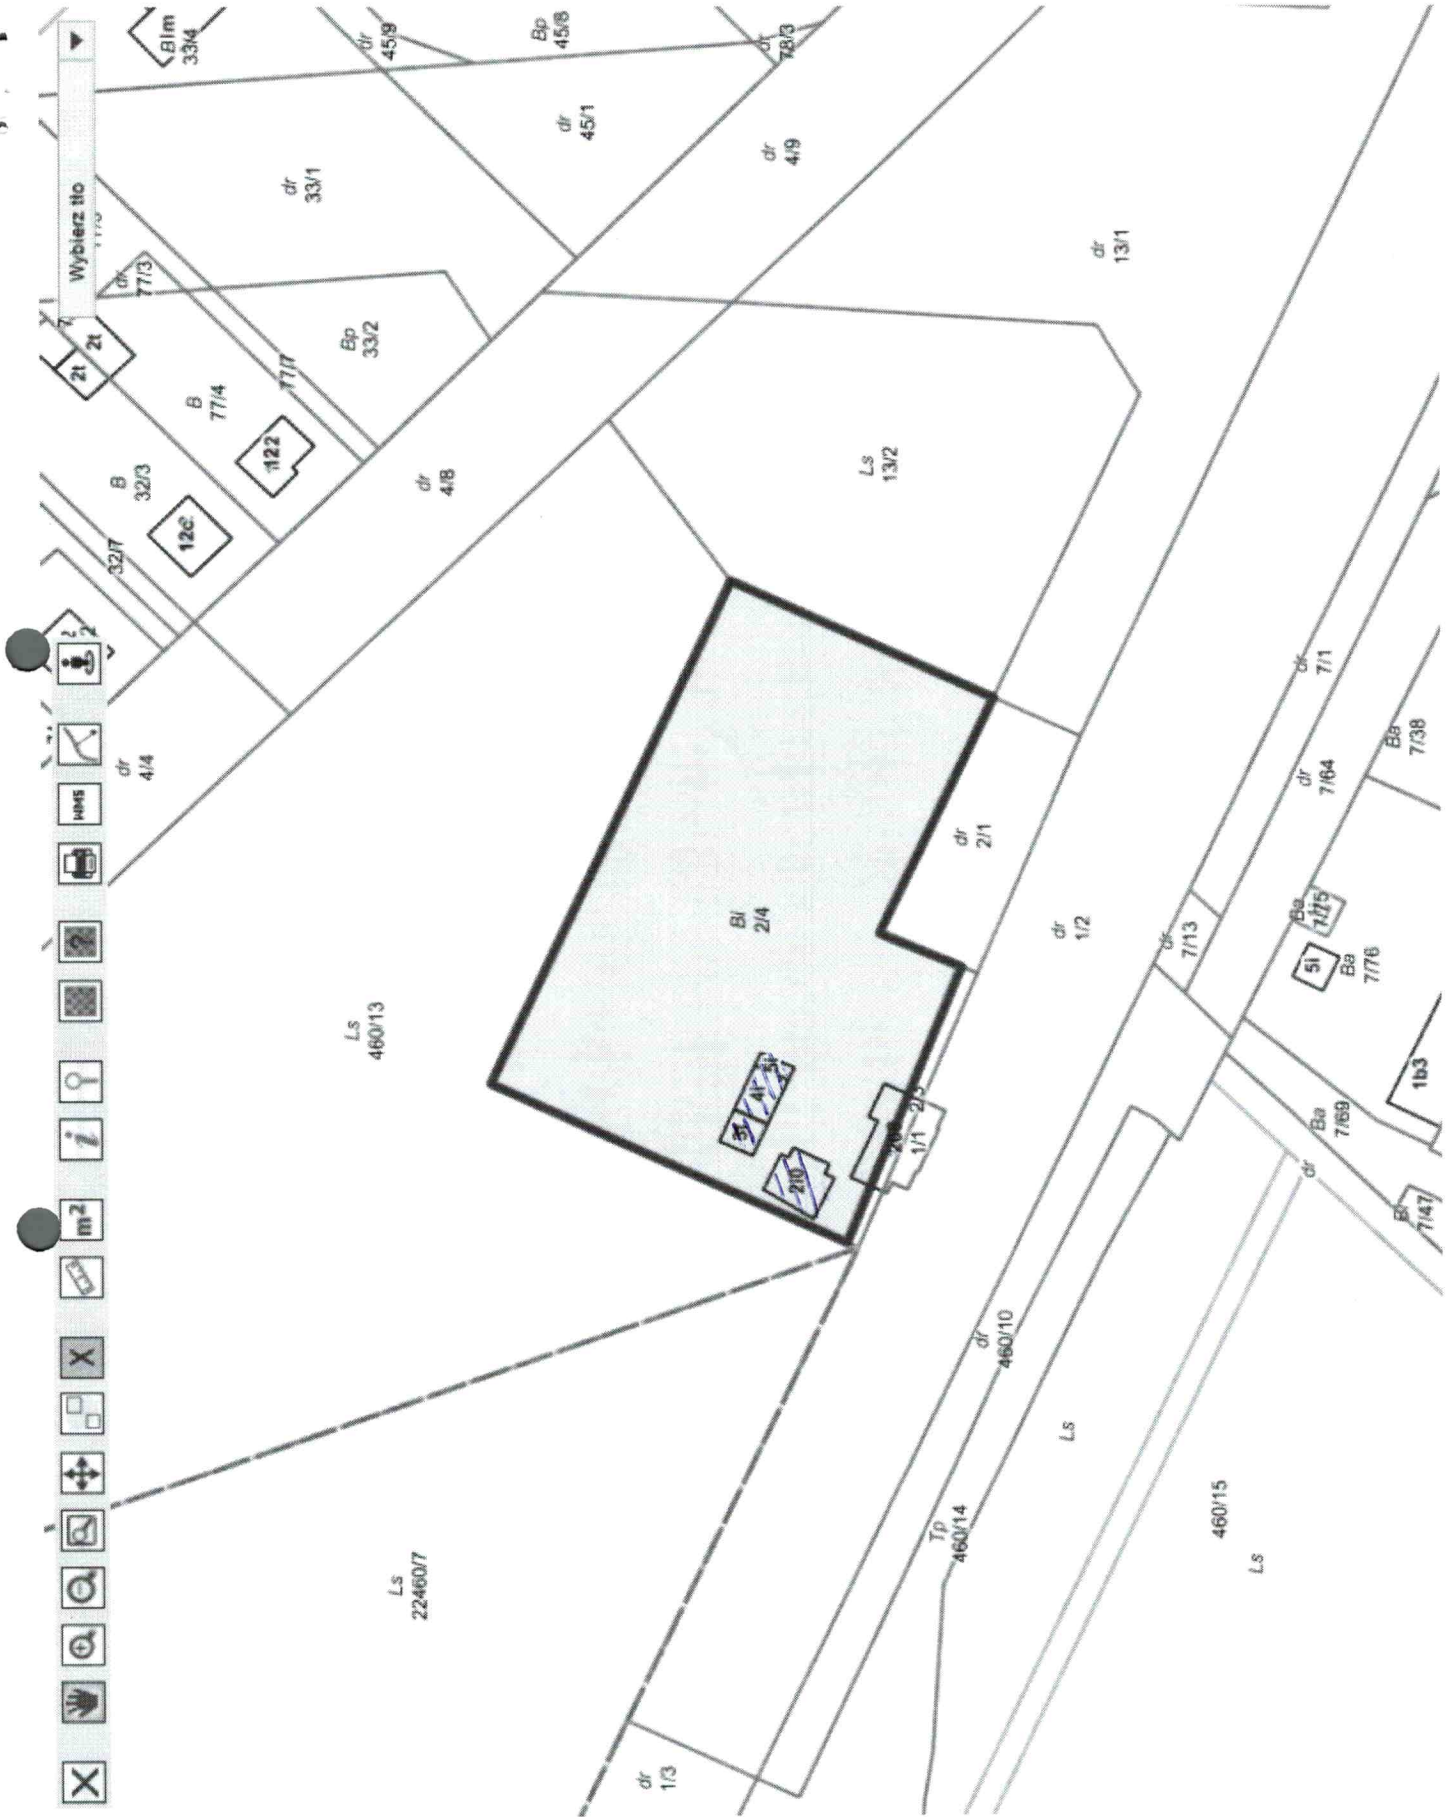 Wybierz tło
WMS
i
m²
X
X
?
Blm
33/4
dr
45/9
Bp
45/8
dr
78/3
dr
45/1
dr
4/9
dr
33/1
dr
77/3
Bp
33/2
dr
13/1
2t
2t
B
77/4
77/7
122
B
32/3
32/7
dr
4/8
Ls
13/2
dr
4/4
dr
7/1
dr
7/64
Ba
7/38
dr
2/1
Bi
2/4
dr
1/2
dr
7/13
Ba
5i
Ba
7/76
1b3
Ls
460/13
2i0
1/1
Ba
7/69
dr
Bi
7/47
dr
460/10
Ls
Tp
460/14
460/15
Ls
Ls
22460/7
dr
1/3